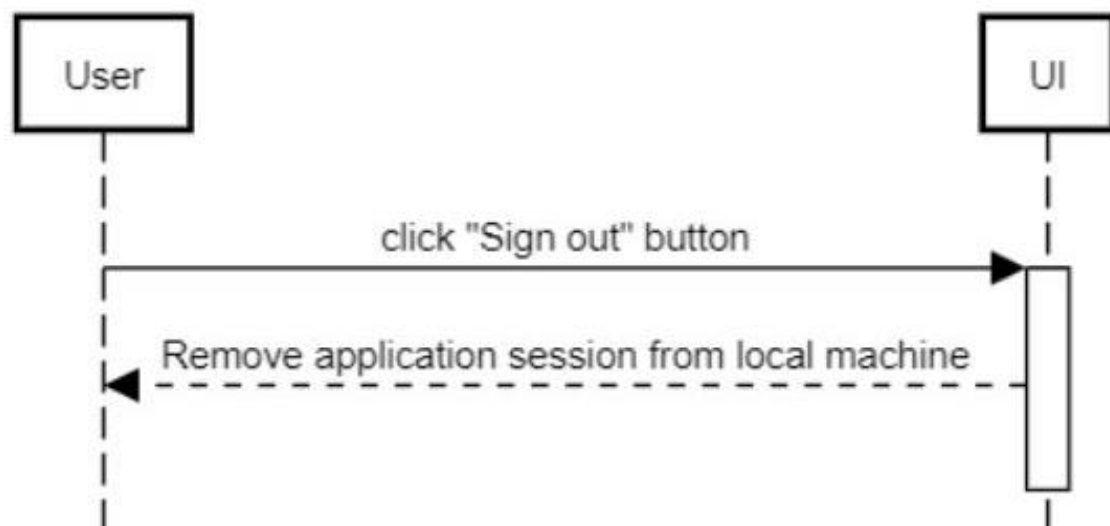 User
UI
click "Sign out" button
Remove application session from local machine